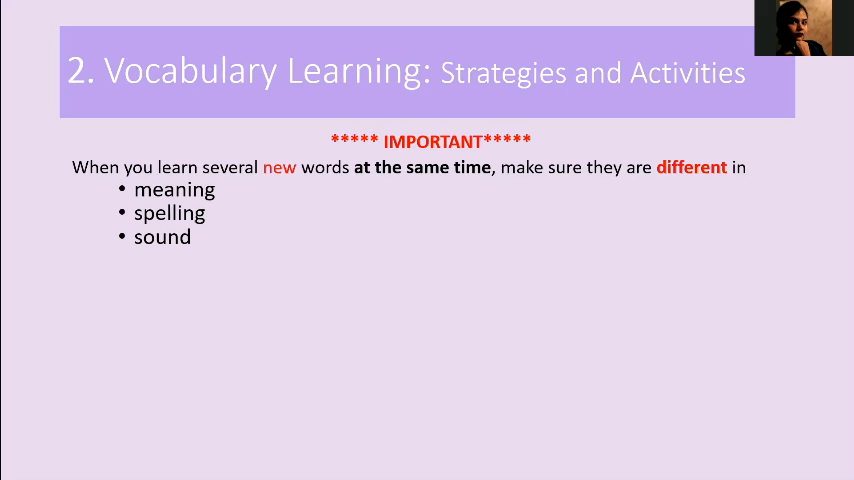 2. Vocabulary Learning: Strategies and Activities
***** IMPORTANT*****
When you learn several new words at the same time, make sure they are different in
• meaning
• spelling
• sound